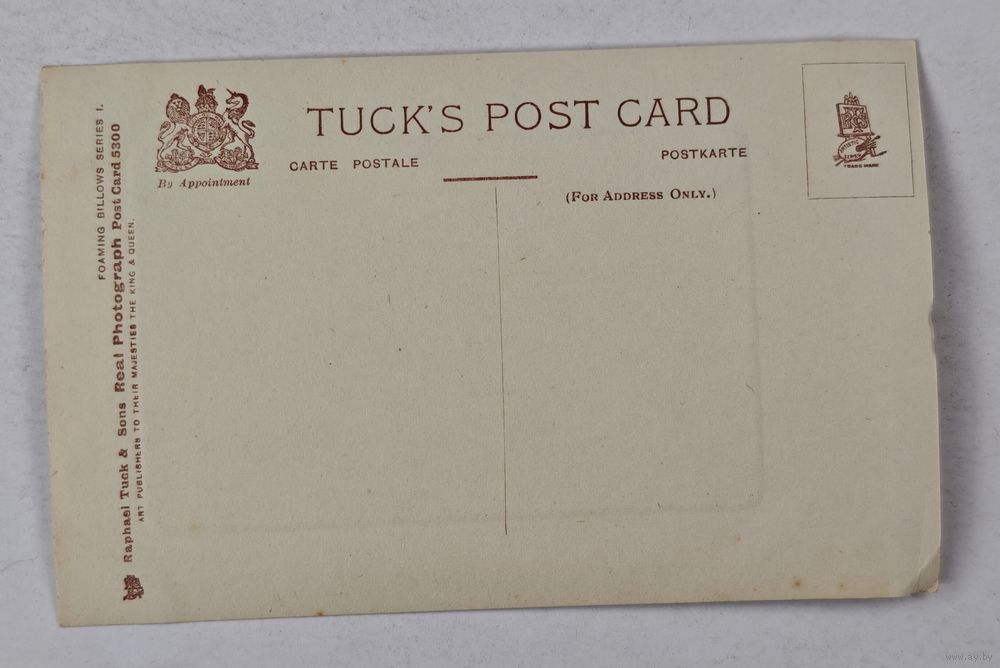 TUCK'S POST CARD
By Appointment
CARTE POSTALE
POSTKARTE
(FOR ADDRESS ONLY.)
TRADE MARK
FOAMING BILLOWS SERIES I.
Raphael Tuck & Sons Real Photograph Post Card 5300
ART PUBLISHERS TO THEIR MAJESTIES THE KING & QUEEN.
www.ay.by